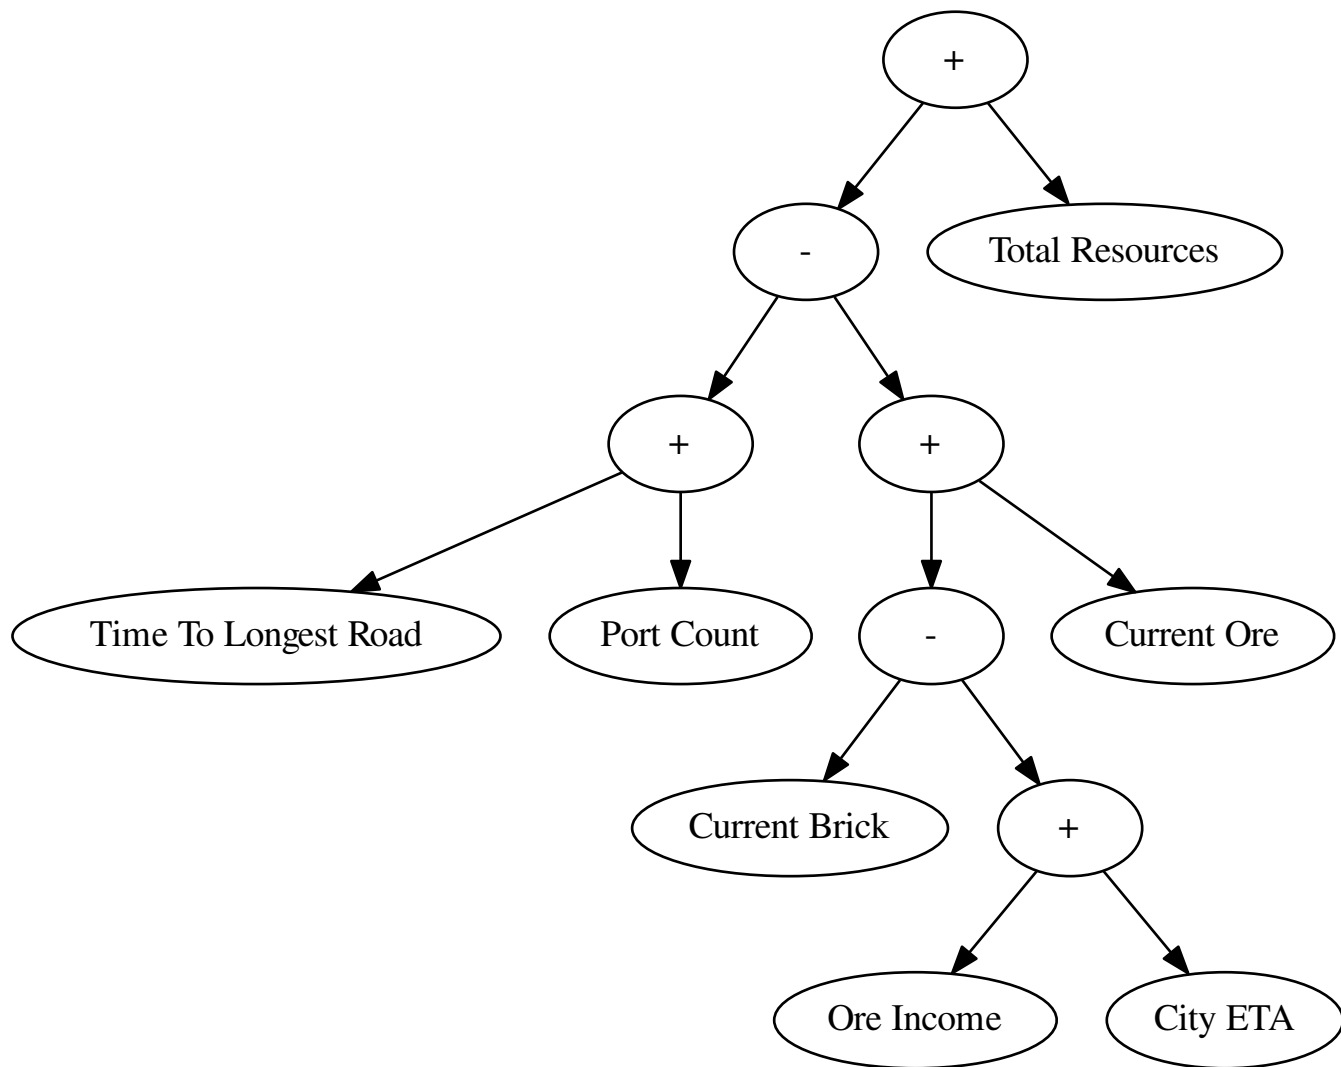 +
-
Total Resources
+
+
Time To Longest Road
Port Count
-
Current Ore
Current Brick
+
Ore Income
City ETA